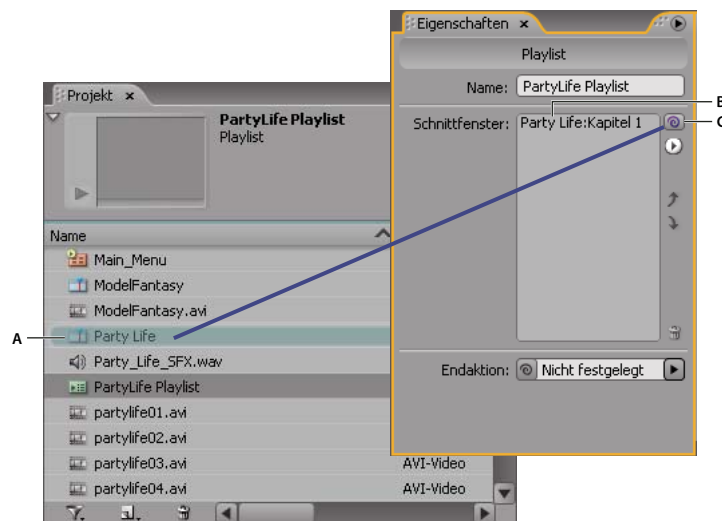 Eigenschaften
Playlist
Name: PartyLife Playlist
Schnittfenster: Party Life:Kapitel 1
B
C
Endaktion: Nicht festgelegt
Projekt
PartyLife Playlist
Playlist
Name
Main_Menu
ModelFantasy
ModelFantasy.avi
A
Party Life
Party_Life_SFX.wav
PartyLife Playlist
partylife01.avi
partylife02.avi
partylife03.avi AVI-Video
partylife04.avi AVI-Video